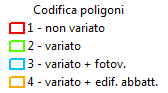 Codifica poligoni
1 - non variato
2 - variato
3 - variato + fotov.
4 - variato + edif. abbatt.